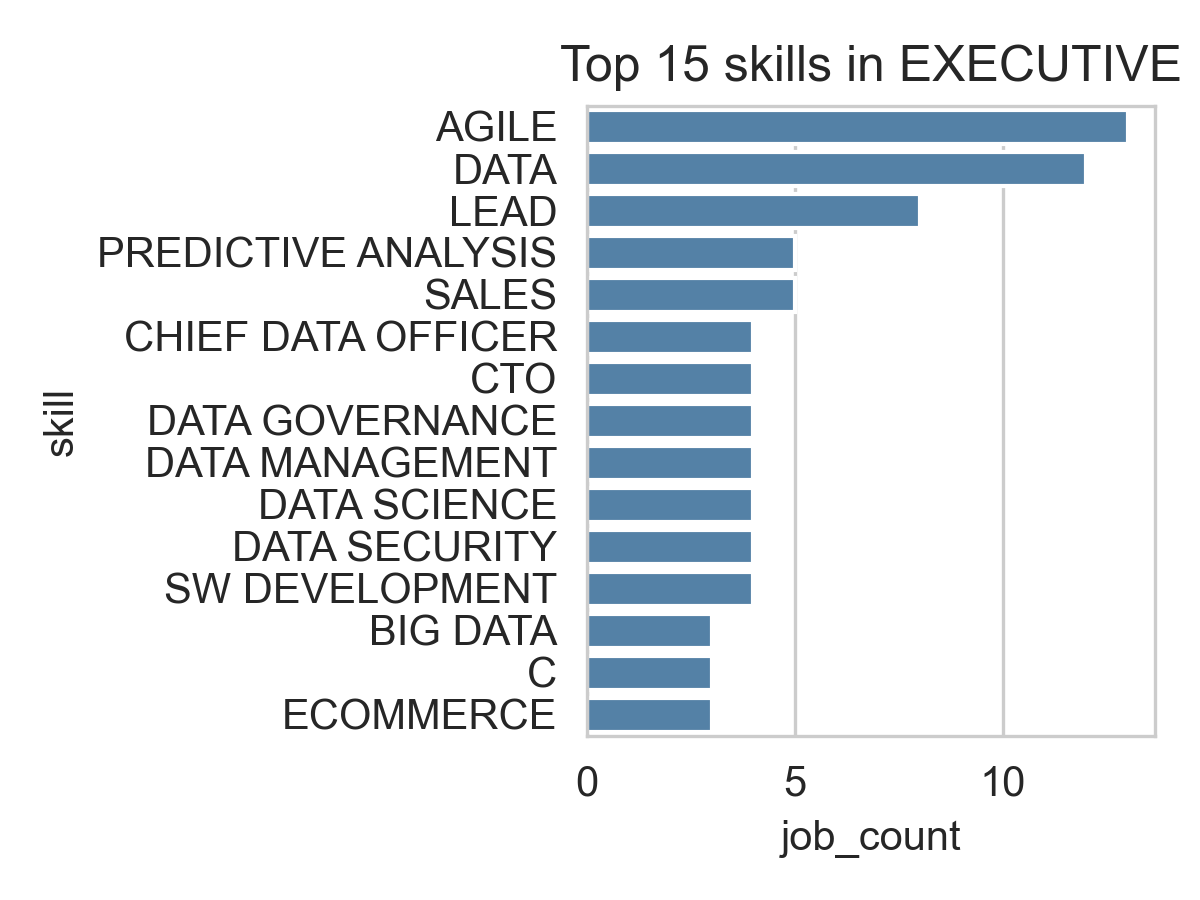 Top 15 skills in EXECUTIVE
AGILE
DATA
LEAD
PREDICTIVE ANALYSIS
SALES
CHIEF DATA OFFICER
CTO
DATA GOVERNANCE
DATA MANAGEMENT
DATA SCIENCE
DATA SECURITY
SW DEVELOPMENT
BIG DATA
C
ECOMMERCE
skill
0 5 10
job_count